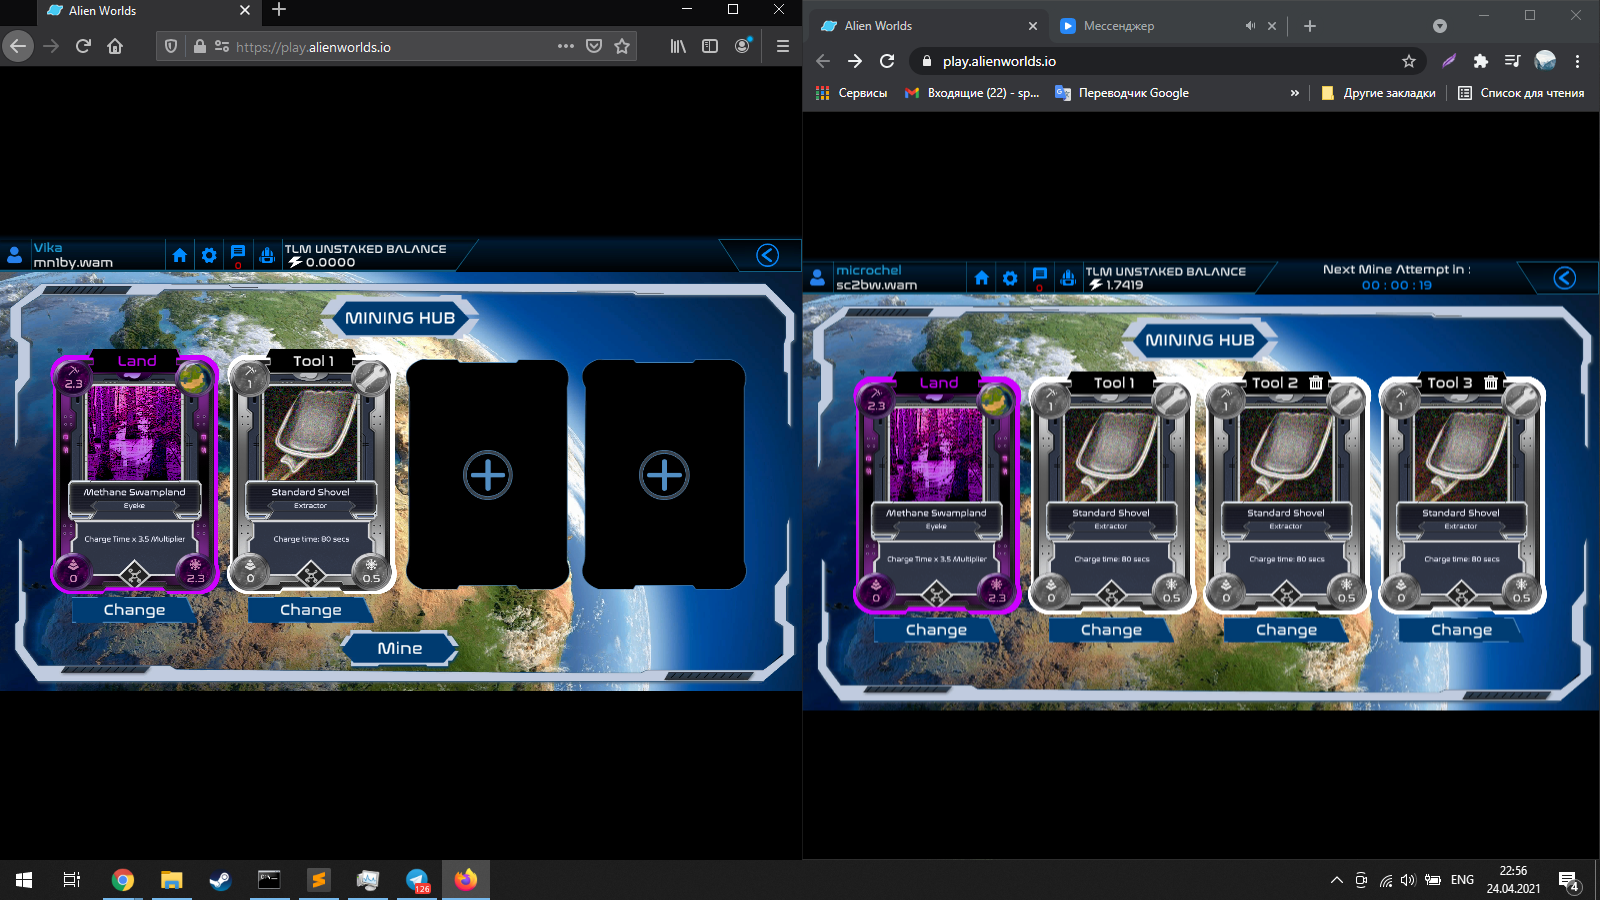 Alien Worlds
https://play.alienworlds.io
Vika
mn1by.wam
0
TLM UNSTAKED BALANCE
0.0000
MINING HUB
Land
2.3
Methane Swampland
Eyeke
Charge Time x 3.5 Multiplier
0
2.3
Change
Tool 1
1
Standard Shovel
Extractor
Charge time: 80 secs
0
0.5
Change
Mine
Alien Worlds
Мессенджер
play.alienworlds.io
Сервисы
Входящие (22) - sp...
Переводчик Google
»
Другие закладки
Список для чтения
microchel
sc2bw.wam
0
TLM UNSTAKED BALANCE
1.7419
Next Mine Attempt in :
00 : 00 : 19
MINING HUB
Land
2.3
Methane Swampland
Eyeke
Charge Time x 3.5 Multiplier
0
2.3
Change
Tool 1
1
Standard Shovel
Extractor
Charge time: 80 secs
0
0.5
Change
Tool 2
1
Standard Shovel
Extractor
Charge time: 80 secs
0
0.5
Change
Tool 3
1
Standard Shovel
Extractor
Charge time: 80 secs
0
0.5
Change
126
ENG
22:56
24.04.2021
4